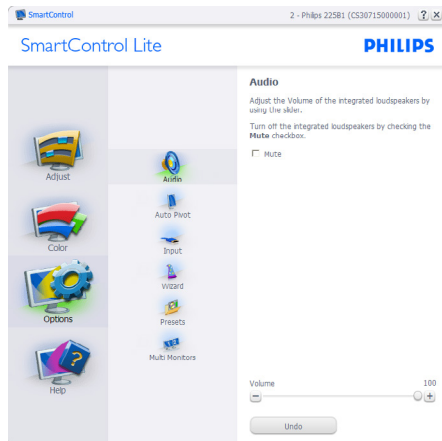 SmartControl
2 - Philips 225B1 (CS30715000001) ? X
SmartControl Lite
PHILIPS
Adjust
Color
Options
Help
Audio
Auto Pivot
Input
Wizard
Presets
Multi Monitors
Audio
Adjust the Volume of the integrated loudspeakers by
using the slider.
Turn off the integrated loudspeakers by checking the
Mute checkbox.
Mute
Volume 100
Undo